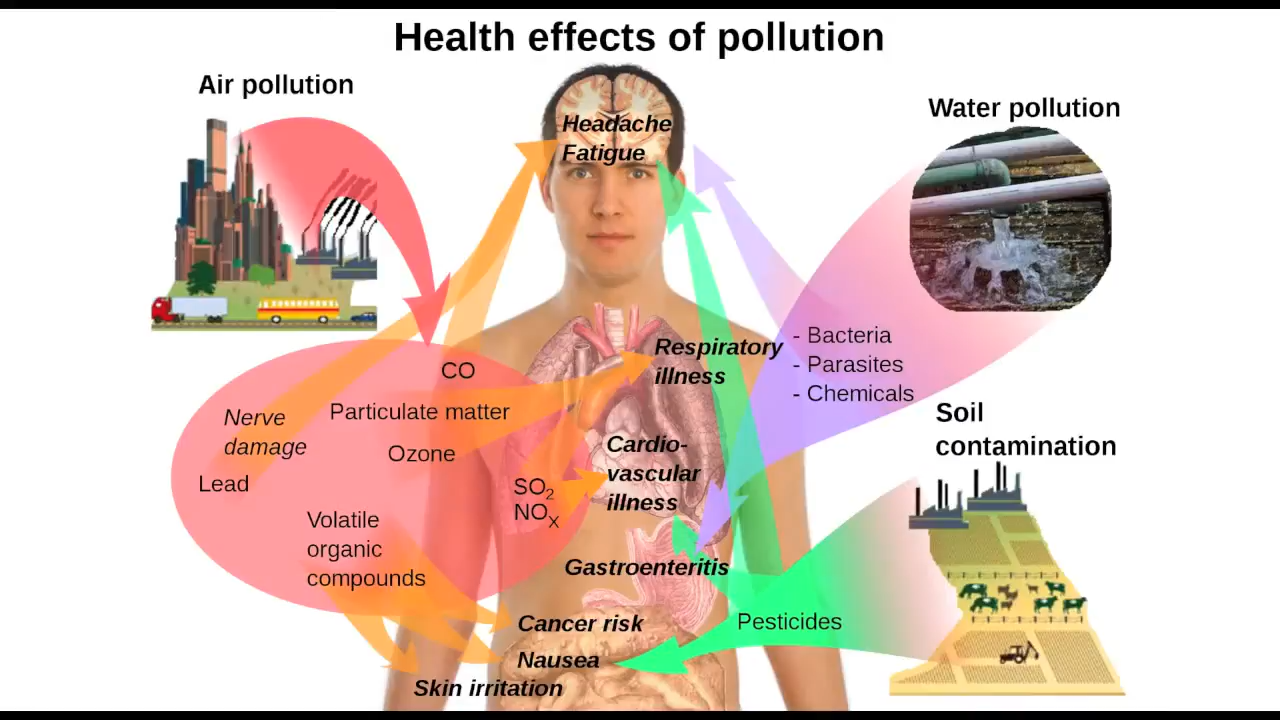 Health effects of pollution
Air pollution
Water pollution
Headache
Fatigue
- Bacteria
- Parasites
- Chemicals
Respiratory
illness
CO
Particulate matter
Nerve
damage
Ozone
Lead
Soil
contamination
Cardio-
vascular
illness
SO2
NOX
Volatile
organic
compounds
Gastroenteritis
Pesticides
Cancer risk
Nausea
Skin irritation